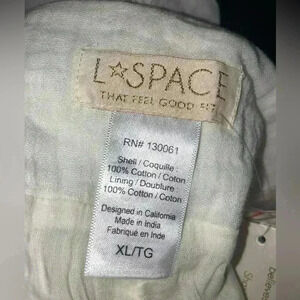 L☆SPACE
THAT FEEL GOOD FIT
RN# 130061
Shell / Coquille :
100% Cotton / Coton
Lining / Doublure :
100% Cotton / Coton
Designed in California
Made in India
Fabriqué en Inde
XL/TG
believe